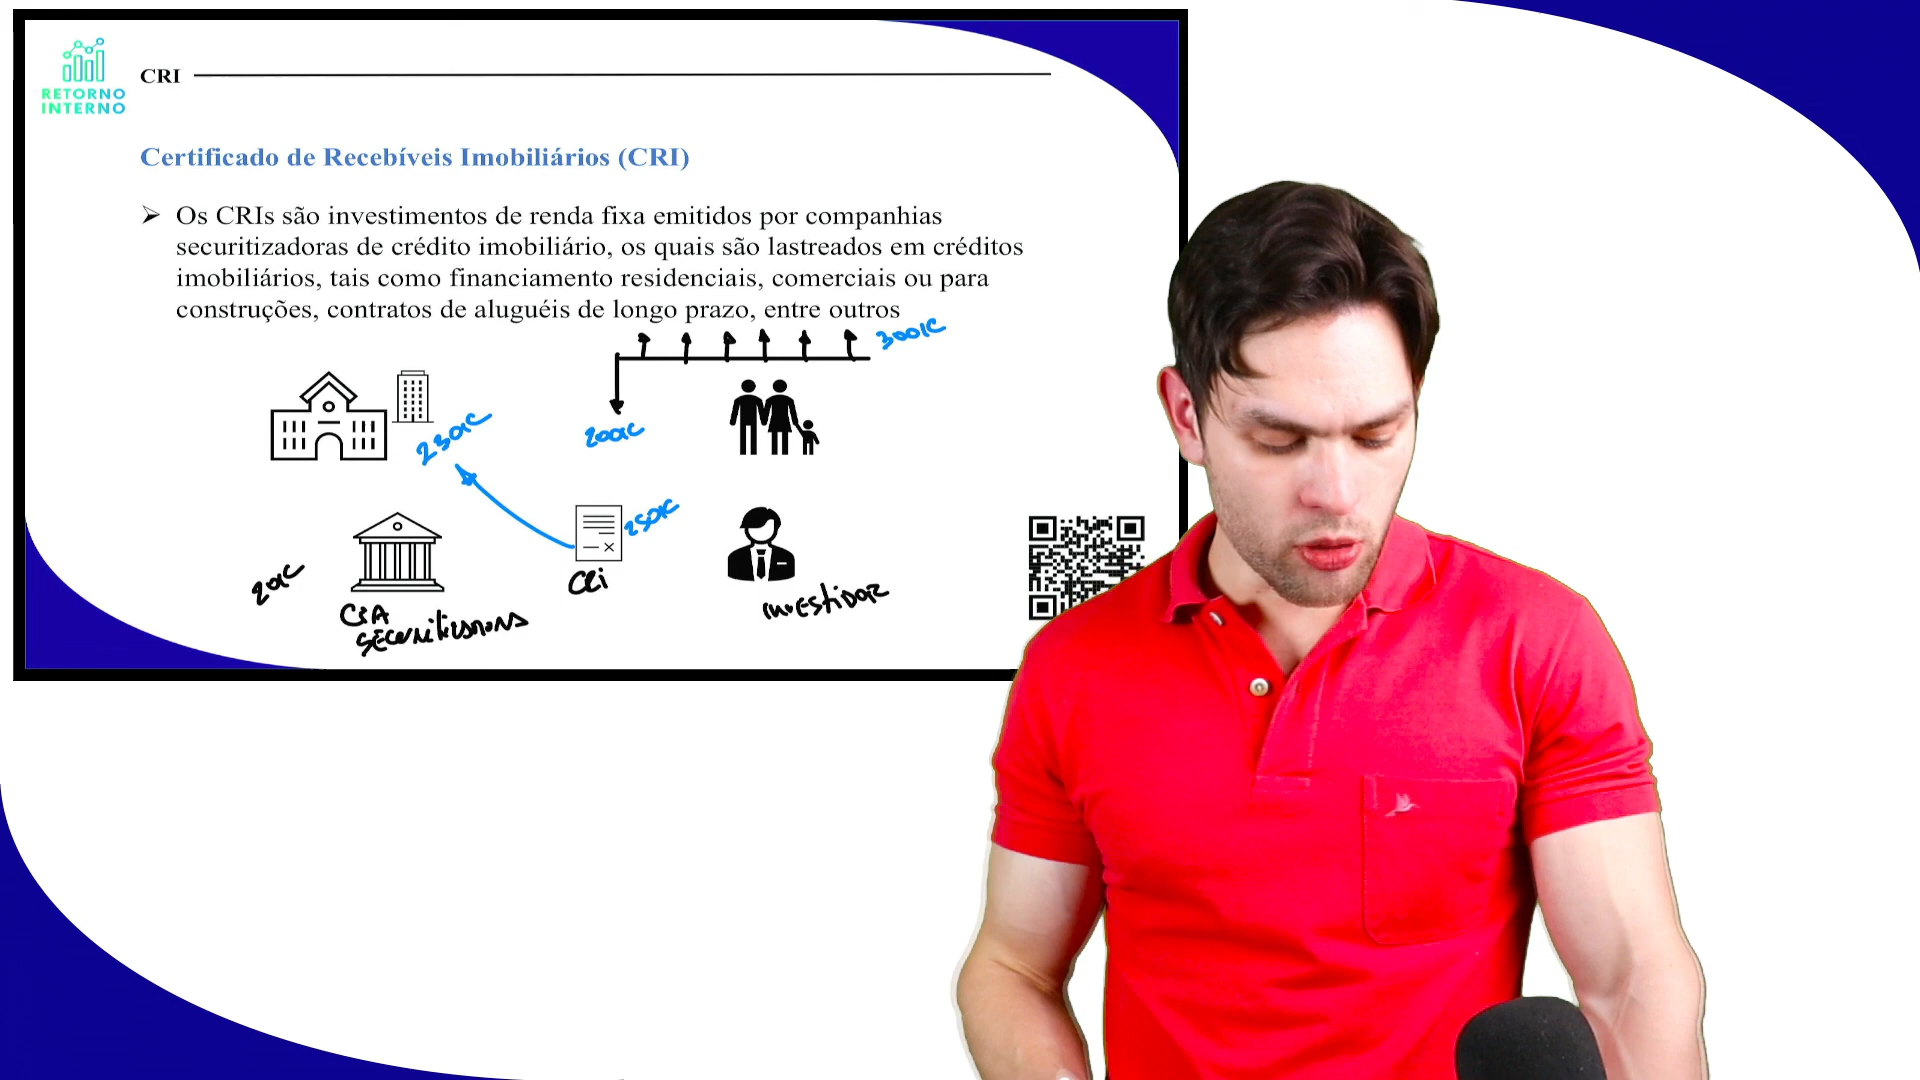 RETORNO
INTERNO
CRI
Certificado de Recebíveis Imobiliários (CRI)
Os CRIs são investimentos de renda fixa emitidos por companhias
securitizadoras de crédito imobiliário, os quais são lastreados em créditos
imobiliários, tais como financiamento residenciais, comerciais ou para
construções, contratos de aluguéis de longo prazo, entre outros
300K
230K
200K
250K
20K
CRi
CIA
investidor